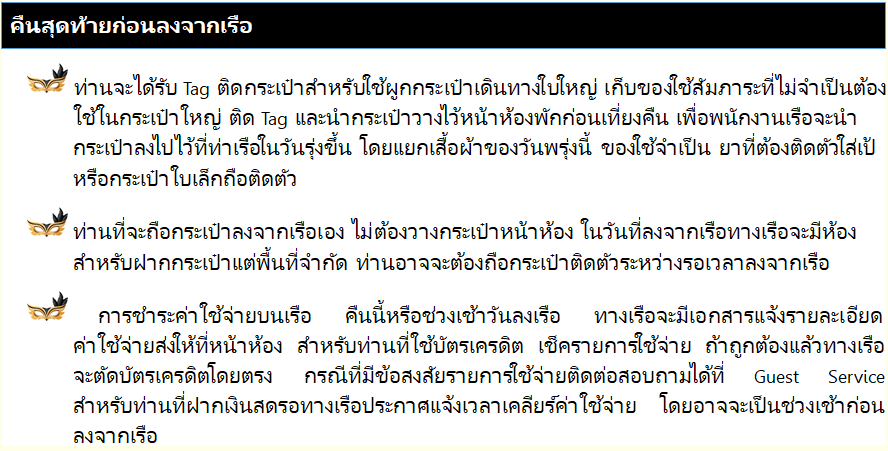 คืนสุดท้ายก่อนลงจากเรือ
ท่านจะได้รับ Tag ติดกระเป๋าสำหรับใช้ผูกกระเป๋าเดินทางใบใหญ่ เก็บของใช้สัมภาระที่ไม่จำเป็นต้อง
ใช้ในกระเป๋าใหญ่ ติด Tag และนำกระเป๋าวางไว้หน้าห้องพักก่อนเที่ยงคืน เพื่อพนักงานเรือจะนำ
กระเป๋าลงไปไว้ที่ท่าเรือในวันรุ่งขึ้น โดยแยกเสื้อผ้าของวันพรุ่งนี้ ของใช้จำเป็น ยาที่ต้องติดตัวใส่เป้
หรือกระเป๋าใบเล็กถือติดตัว
ท่านที่จะถือกระเป๋าลงจากเรือเอง ไม่ต้องวางกระเป๋าหน้าห้อง ในวันที่ลงจากเรือทางเรือจะมีห้อง
สำหรับฝากกระเป๋าแต่พื้นที่จำกัด ท่านอาจจะต้องถือกระเป๋าติดตัวระหว่างรอเวลาลงจากเรือ
การชำระค่าใช้จ่ายบนเรือ คืนนี้หรือช่วงเช้าวันลงเรือ ทางเรือจะมีเอกสารแจ้งรายละเอียด
ค่าใช้จ่ายส่งให้ที่หน้าห้อง สำหรับท่านที่ใช้บัตรเครดิต เช็ครายการใช้จ่าย ถ้าถูกต้องแล้วทางเรือ
จะตัดบัตรเครดิตโดยตรง กรณีที่มีข้อสงสัยรายการใช้จ่ายติดต่อสอบถามได้ที่ Guest Service
สำหรับท่านที่ฝากเงินสดรอทางเรือประกาศแจ้งเวลาเคลียร์ค่าใช้จ่าย โดยอาจจะเป็นช่วงเช้าก่อน
ลงจากเรือ